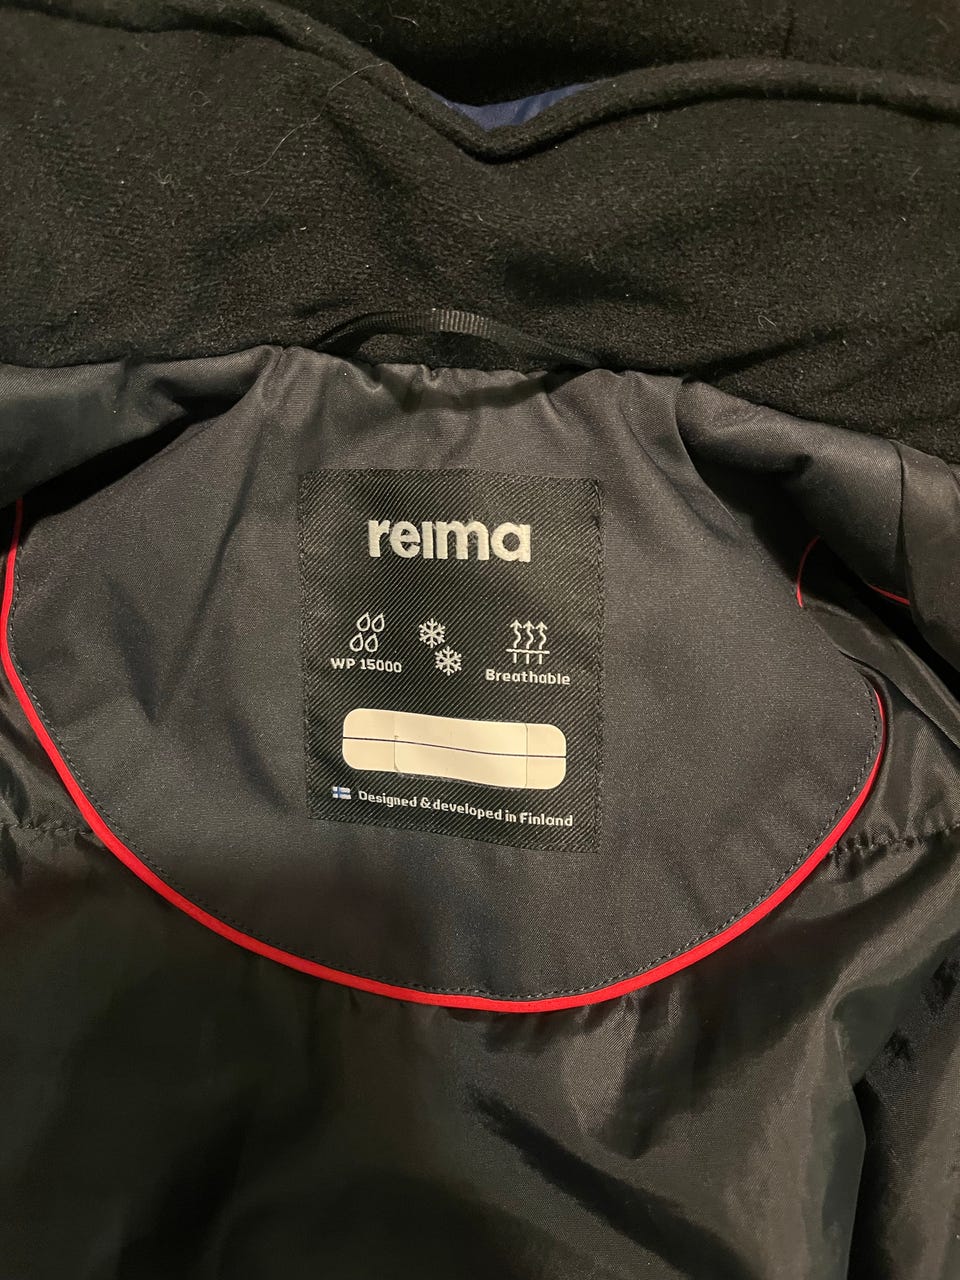 reima
WP 15000
Breathable
Designed & developed in Finland